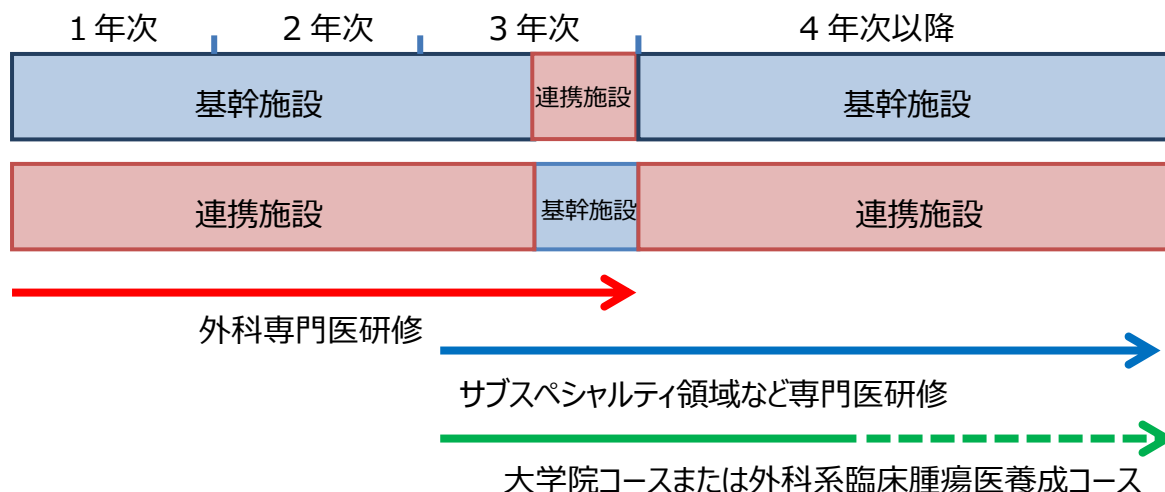 1年次 2年次 3年次 4年次以降
基幹施設 連携施設 基幹施設
連携施設 基幹施設 連携施設
外科専門医研修
サブスペシャルティ領域など専門医研修
大学院コースまたは外科系臨床腫瘍医養成コース